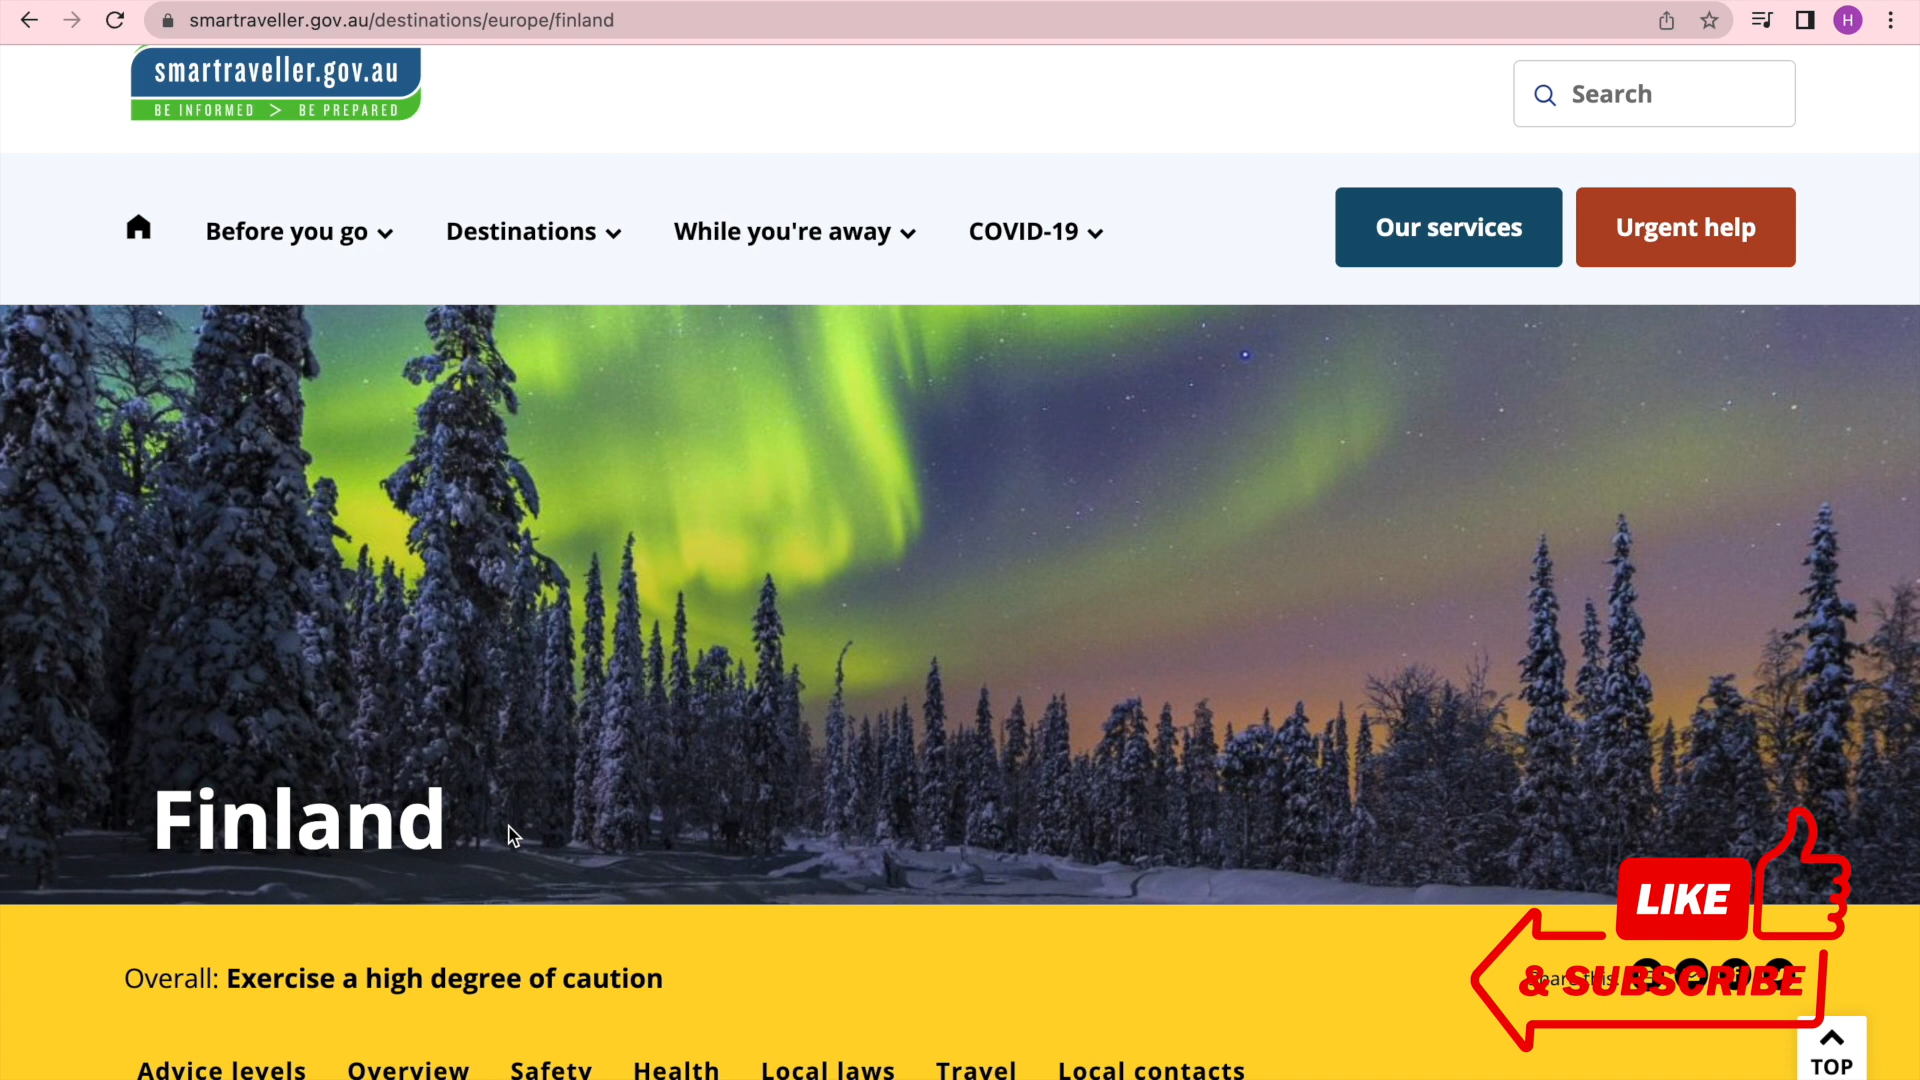 smartraveller.gov.au/destinations/europe/finland
H
smartraveller.gov.au
BE INFORMED > BE PREPARED
Search
Before you go
Destinations
While you're away
COVID-19
Our services
Urgent help
Finland
LIKE
& SUBSCRIBE
Overall: Exercise a high degree of caution
Share this:
TOP
Advice levels
Overview
Safety
Health
Local laws
Travel
Local contacts